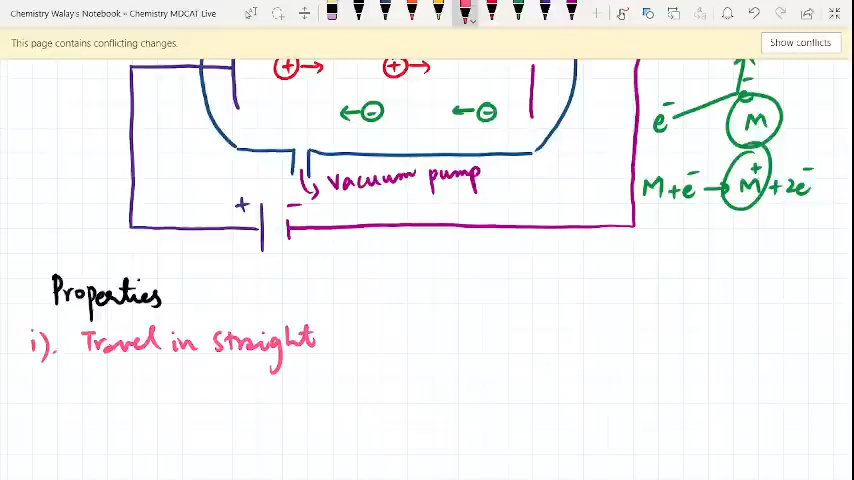 Chemistry Walay's Notebook » Chemistry MDCAT Live
This page contains conflicting changes.
Show conflicts
+ +
e⁻ M
- -
M + e⁻ → M⁺ + 2e⁻
vacuum pump
+ -
Properties
i). Travel in straight